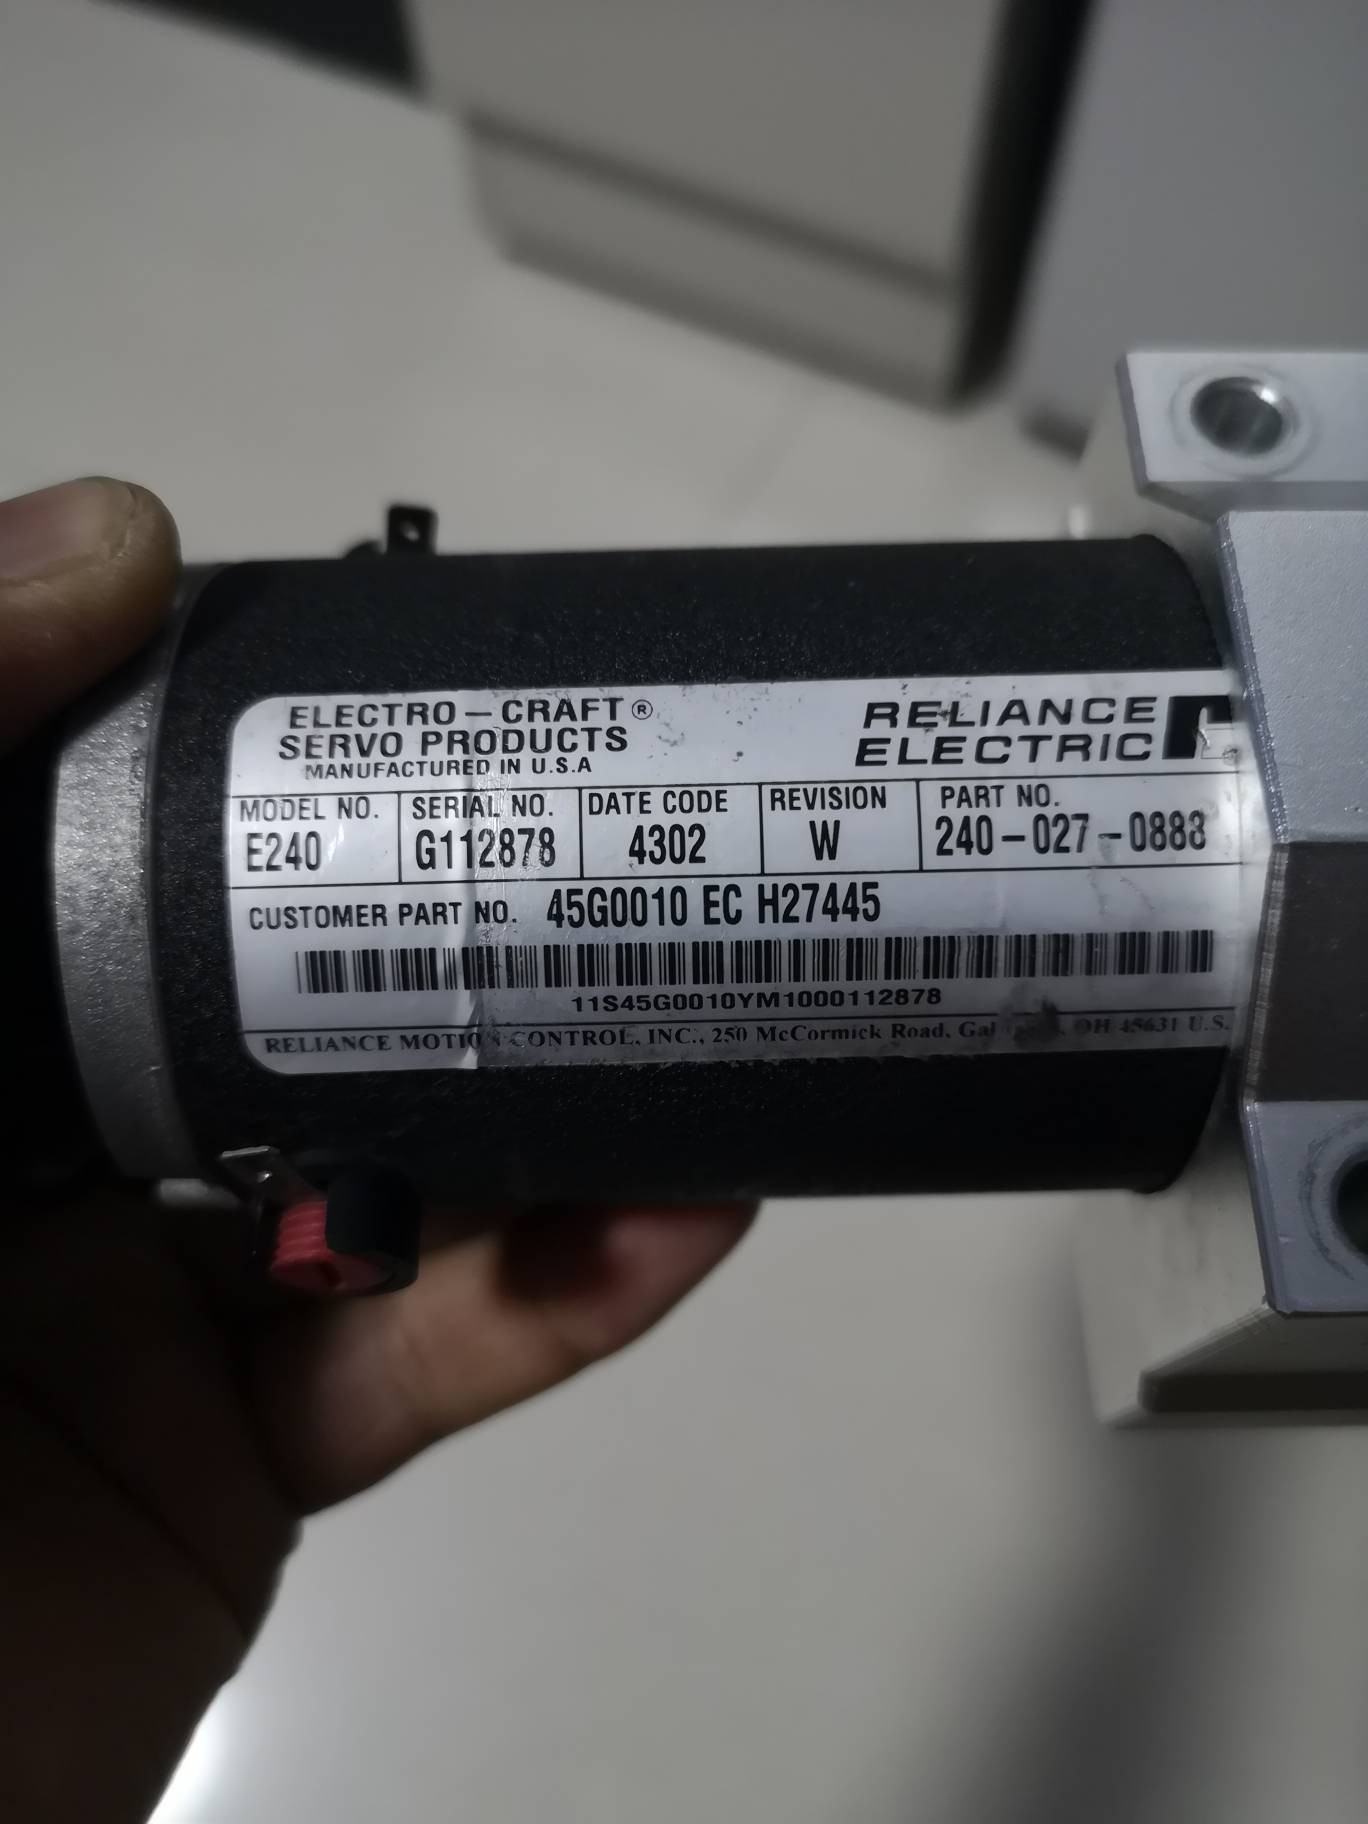 ELECTRO-CRAFT®
SERVO PRODUCTS
MANUFACTURED IN U.S.A
RELIANCE
ELECTRIC
MODEL NO. SERIAL NO. DATE CODE REVISION PART NO.
E240 G112878 4302 W 240-027-0883
CUSTOMER PART NO. 45G0010 EC H27445
11S45G0010YM1000112878
RELIANCE MOTION CONTROL, INC., 250 McCormick Road, OH 45631 U.S.